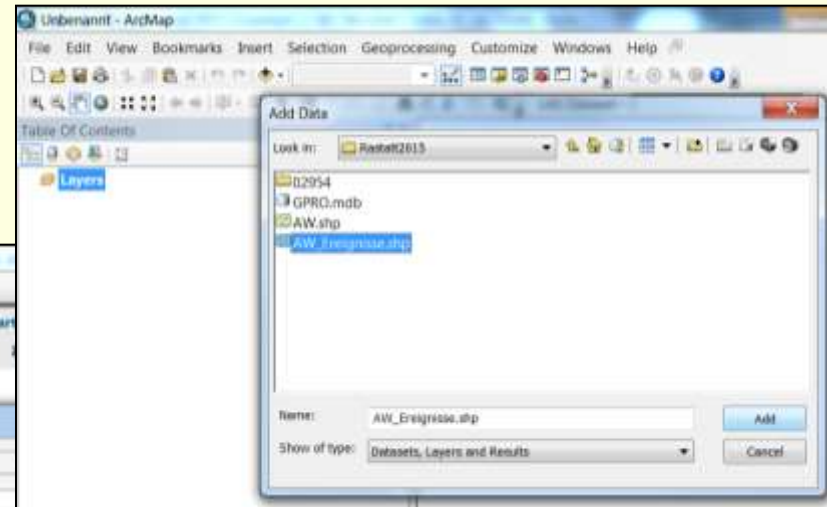 Unbenannt - ArcMap
File Edit View Bookmarks Insert Selection Geoprocessing Customize Windows Help
Table Of Contents
Layers
Add Data
Look in: Rastatt2015
02954
GPRO.mdb
AW.shp
AW_Ereignisse.shp
Name: AW_Ereignisse.shp Add
Show of type: Datasets, Layers and Results Cancel